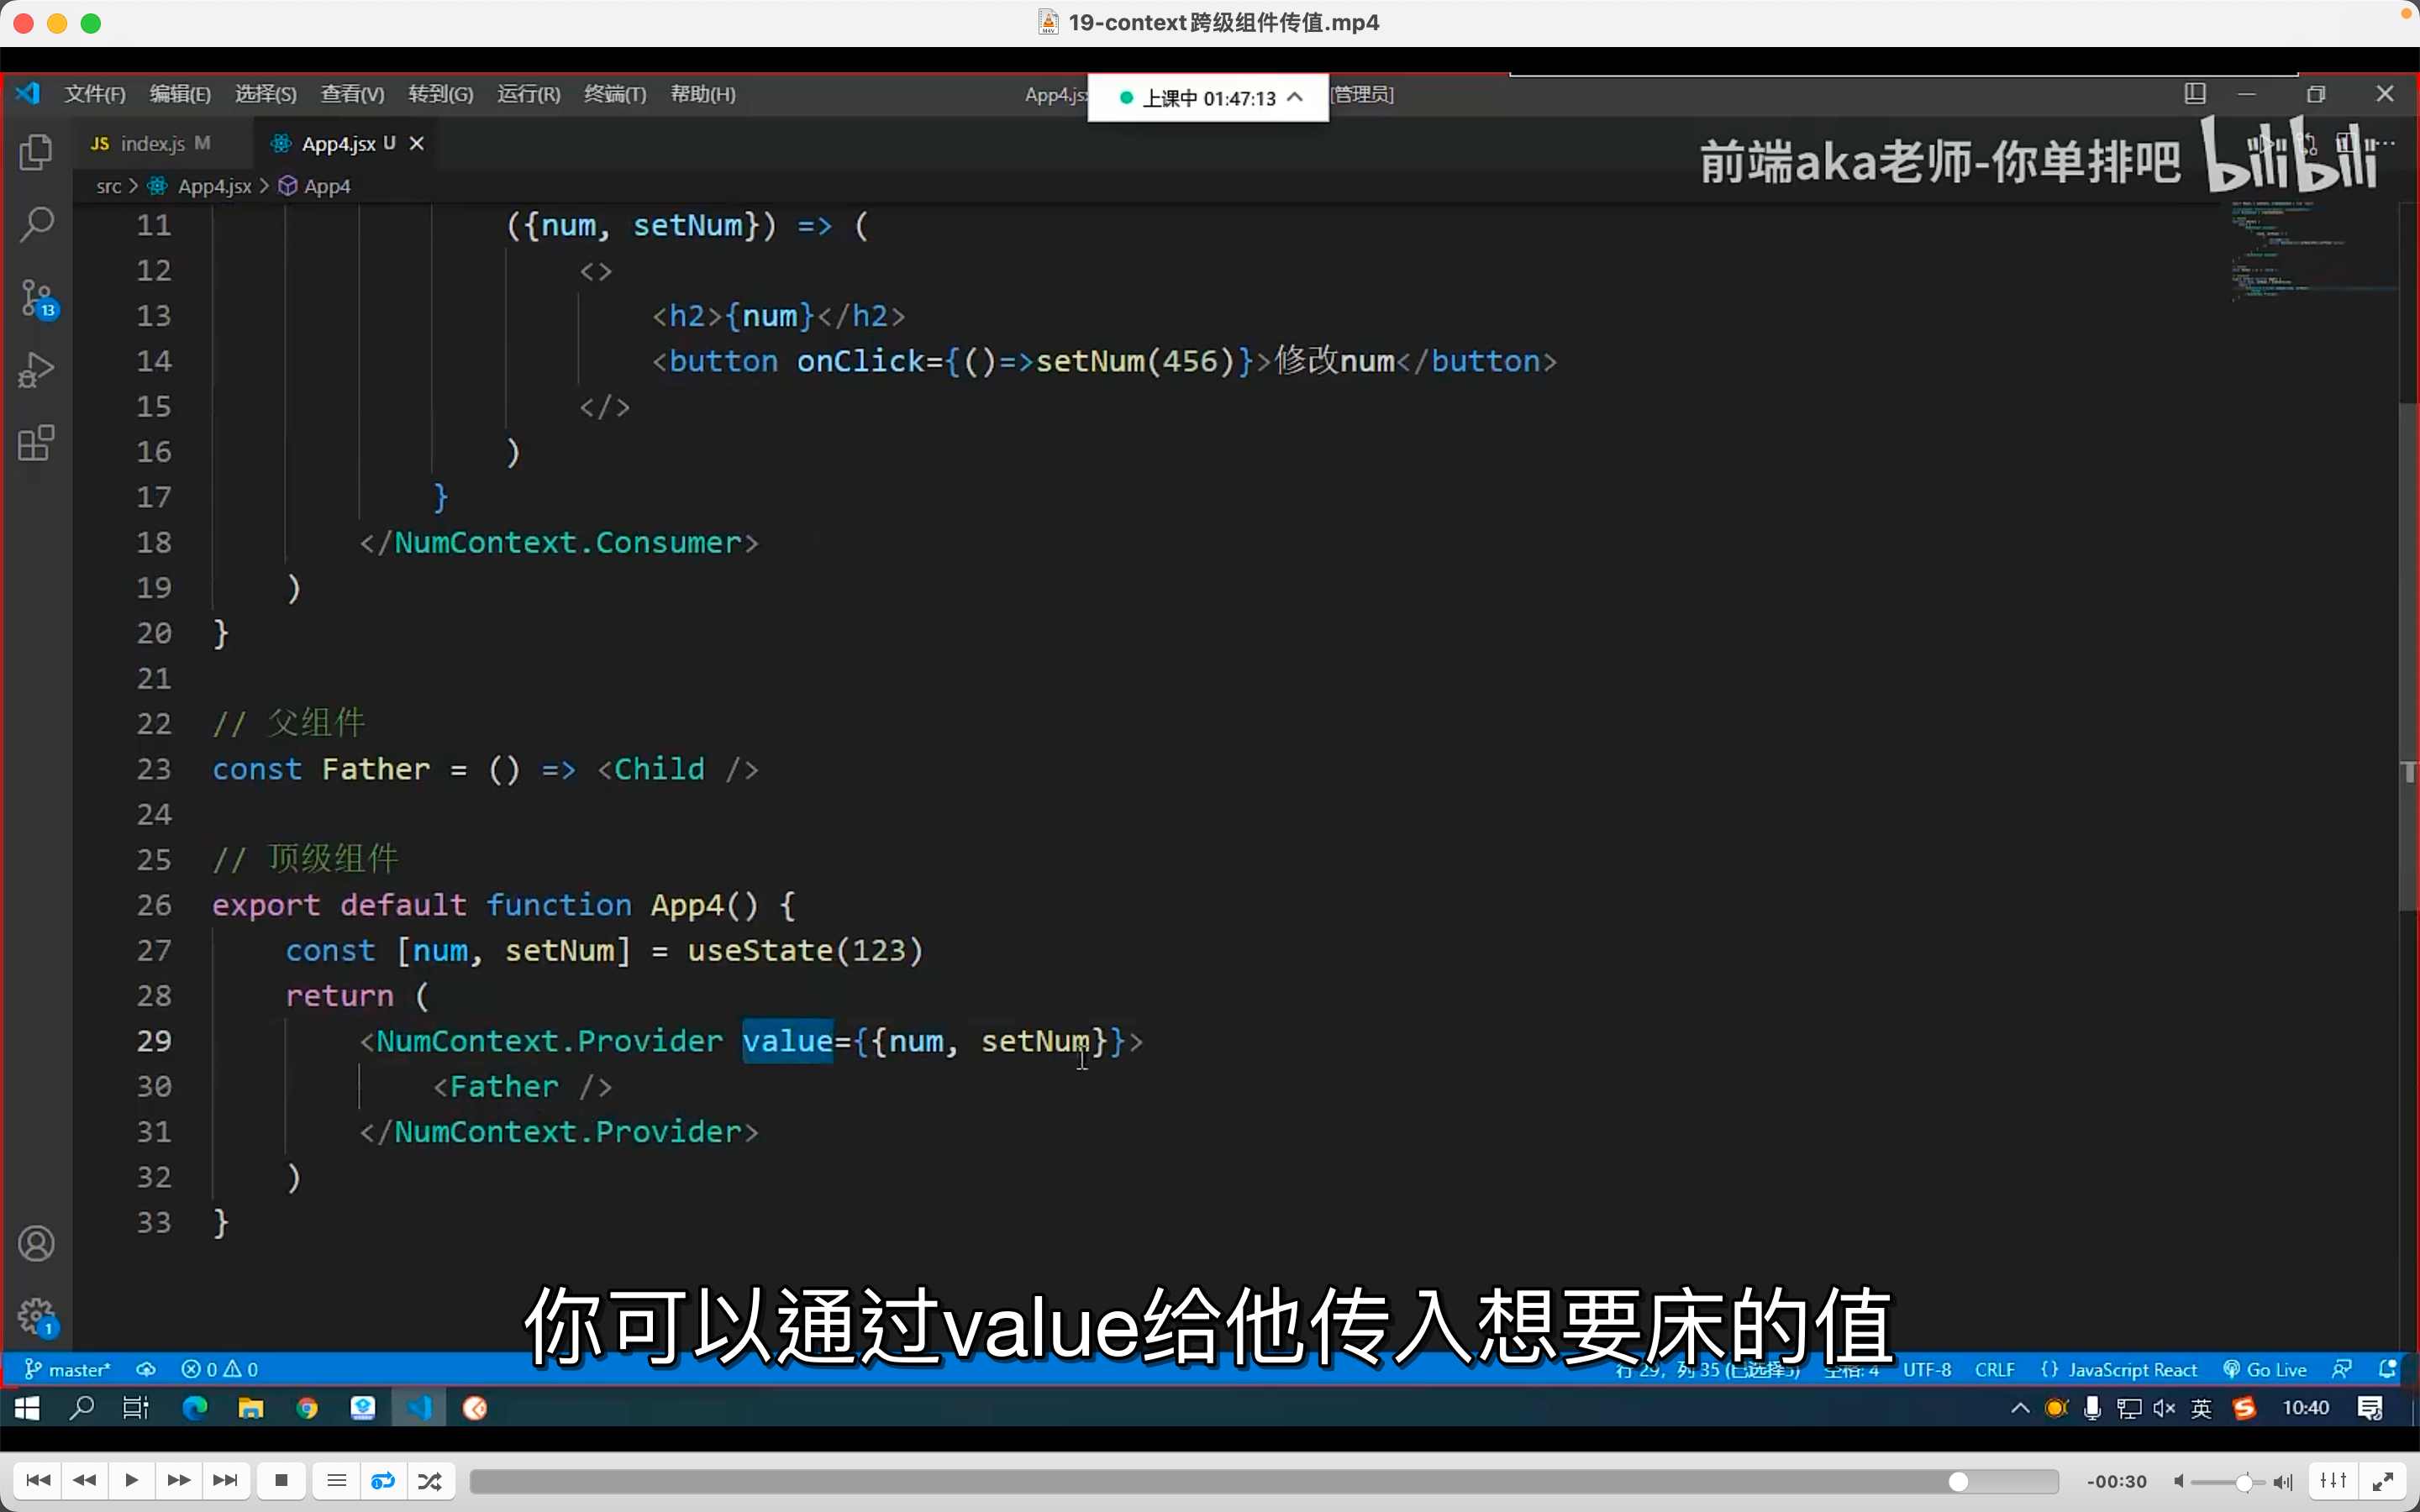 19-context跨级组件传值.mp4
文件(F) 编辑(E) 选择(S) 查看(V) 转到(G) 运行(R) 终端(T) 帮助(H) App4.jsx [管理员]
上课中 01:47:13
JS index.js M App4.jsx U
前端aka老师-你单排吧 bilibili
src > App4.jsx > App4
11 ({num, setNum}) => (
12 <>
13 <h2>{num}</h2>
14 <button onClick={()=>setNum(456)}>修改num</button>
15 </>
16 )
17 }
18 </NumContext.Consumer>
19 )
20 }
21
22 // 父组件
23 const Father = () => <Child />
24
25 // 顶级组件
26 export default function App4() {
27 const [num, setNum] = useState(123)
28 return (
29 <NumContext.Provider value={{num, setNum}}>
30 <Father />
31 </NumContext.Provider>
32 )
33 }
13
1
你可以通过value给他传入想要床的值
master* 0 0 行 29，列 35 (已选择5) 空格: 4 UTF-8 CRLF {} JavaScript React Go Live
英 10:40
-00:30